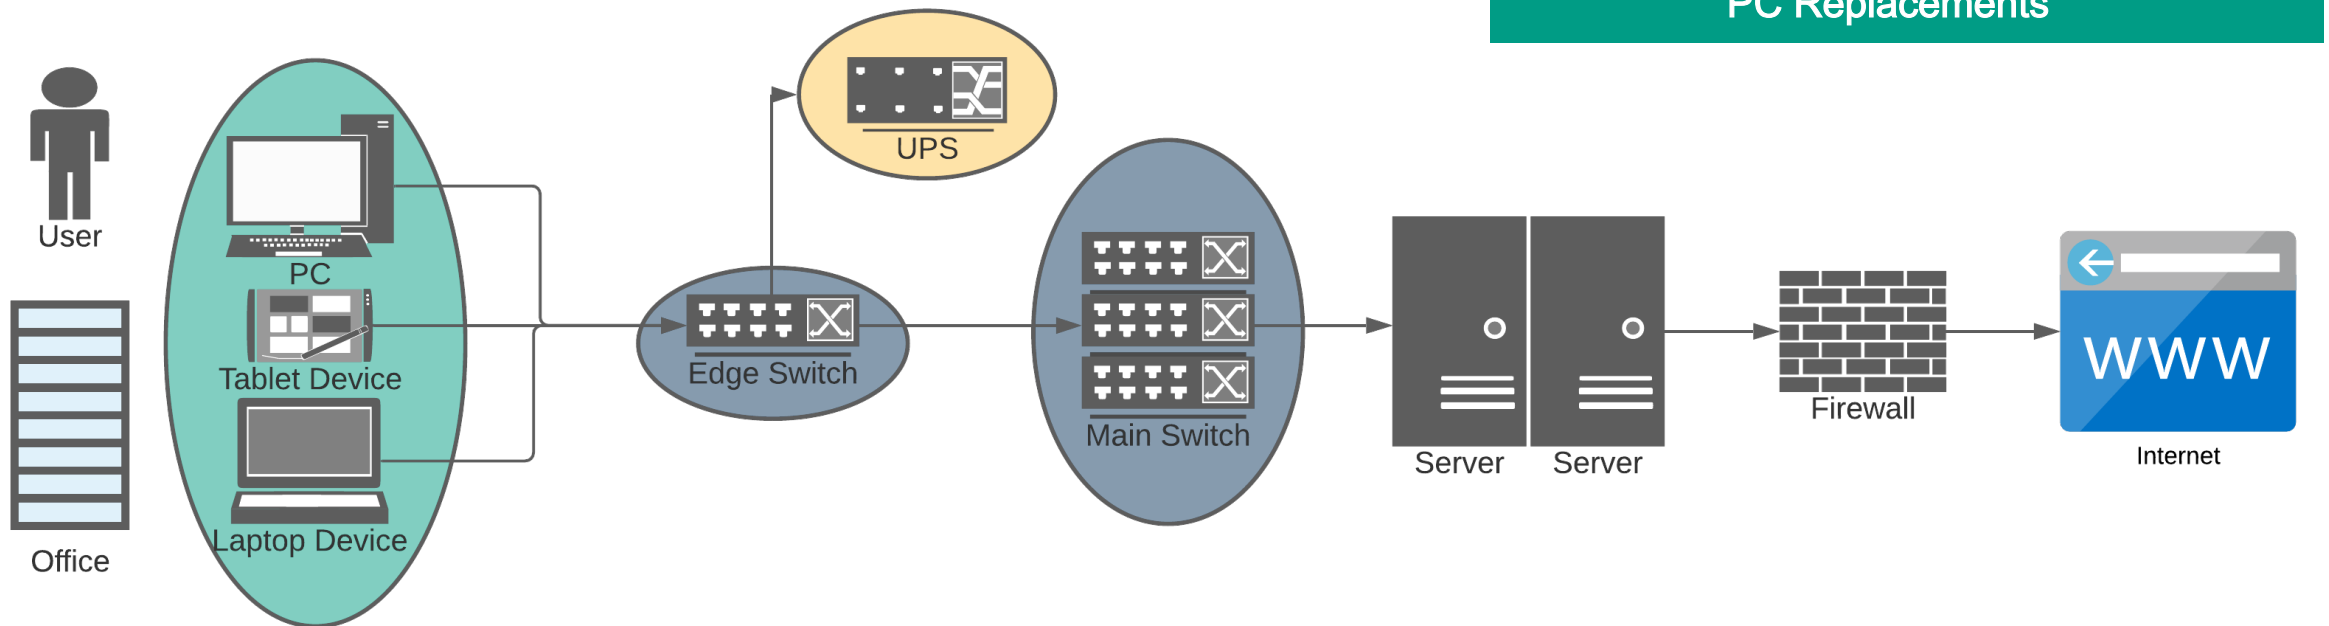 PC Replacements
UPS
User
PC
Tablet Device
Edge Switch
Laptop Device
Main Switch
Office
Server
Server
Firewall
WWW
Internet